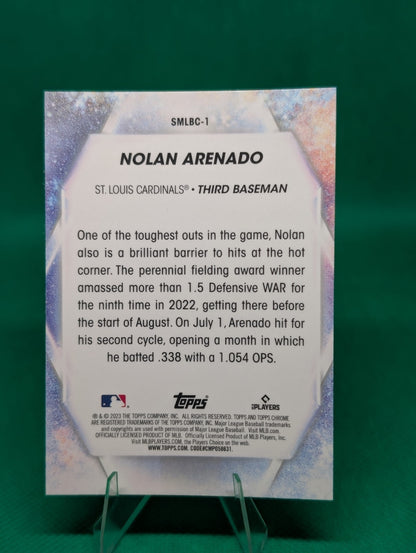 SMLBC-1
NOLAN ARENADO
ST. LOUIS CARDINALS® • THIRD BASEMAN
One of the toughest outs in the game, Nolan
also is a brilliant barrier to hits at the hot
corner. The perennial fielding award winner
amassed more than 1.5 Defensive WAR for
the ninth time in 2022, getting there before
the start of August. On July 1, Arenado hit for
his second cycle, opening a month in which
he batted .338 with a 1.054 OPS.
Topps
PLAYERS
® & © 2023 THE TOPPS COMPANY, INC. ALL RIGHTS RESERVED. TOPPS AND TOPPS CHROME
ARE REGISTERED TRADEMARKS OF THE TOPPS COMPANY, INC. Major League Baseball trademarks
and copyrights are used with permission of Major League Baseball. Visit MLB.com
OFFICIALLY LICENSED PRODUCT OF MLB. Officially Licensed Product of MLB Players, Inc.
Visit MLBPLAYERS.COM, the Players Choice on the web.
WWW.TOPPS.COM. CODE#CMP058831.